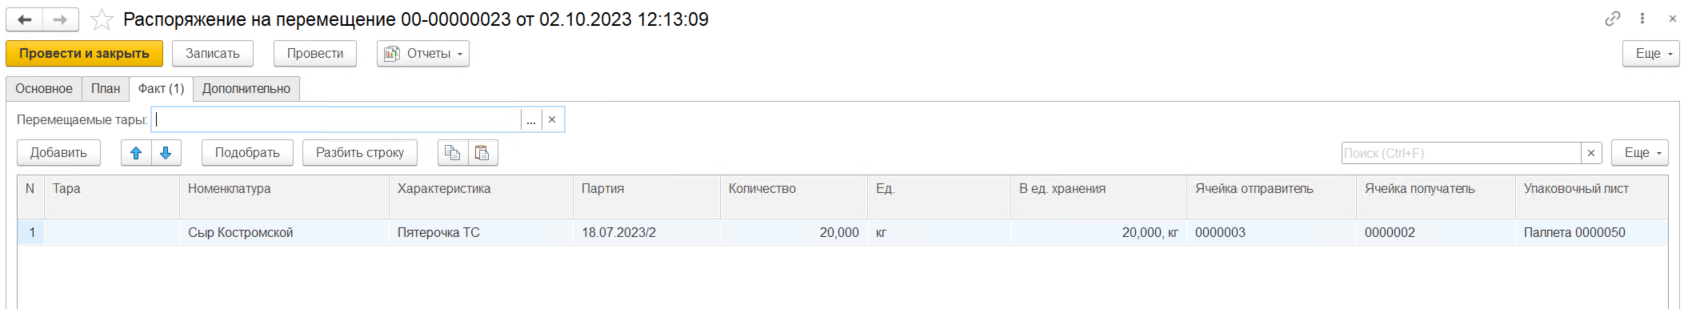 Распоряжение на перемещение 00-00000023 от 02.10.2023 12:13:09
Провести и закрыть Записать Провести Отчеты Еще
Основное План Факт (1) Дополнительно
Перемещаемые тары: ...
Добавить Подобрать Разбить строку Поиск (Ctrl+F) Еще
N Тара Номенклатура Характеристика Партия Количество Ед. В ед. хранения Ячейка отправитель Ячейка получатель Упаковочный лист
1 Сыр Костромской Пятерочка ТС 18.07.2023/2 20,000 кг 20,000, кг 0000003 0000002 Паллета 0000050